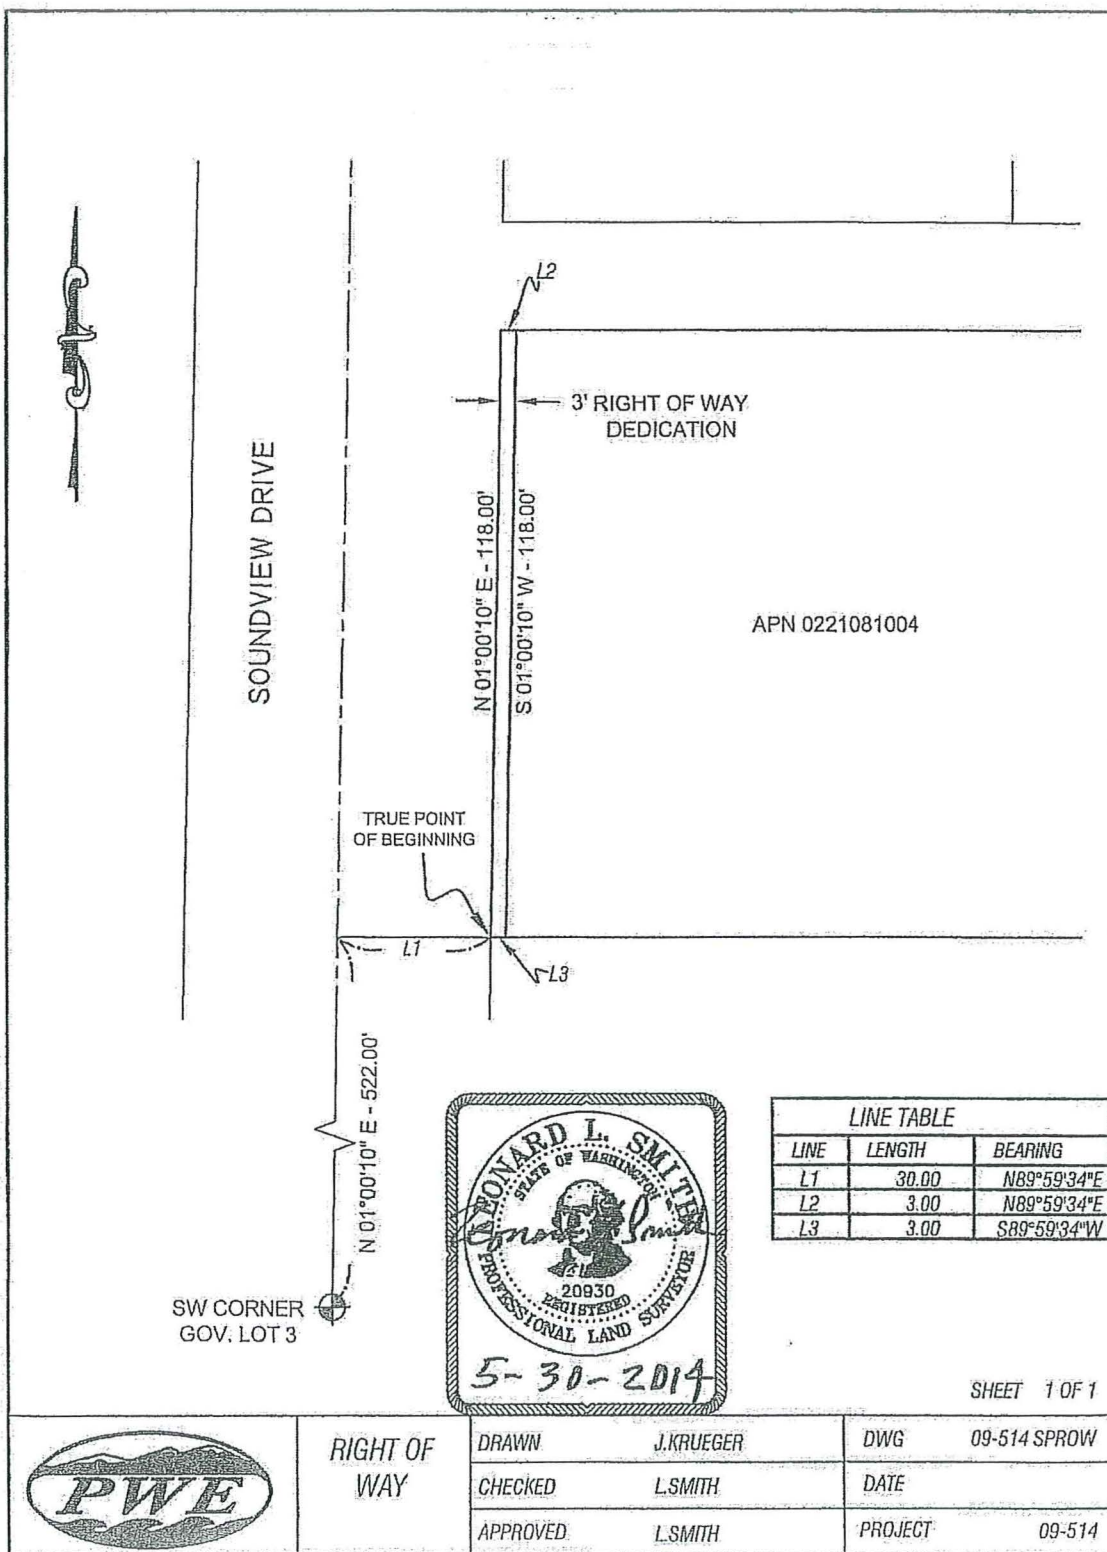 L2
3' RIGHT OF WAY
DEDICATION
SOUNDVIEW DRIVE
N 01°00'10" E - 118.00'
S 01°00'10" W - 118.00'
APN 0221081004
TRUE POINT
OF BEGINNING
L1
L3
N 01°00'10" E - 522.00'
SW CORNER
GOV. LOT 3
LEONARD L. SMITH
STATE OF WASHINGTON
20930
REGISTERED
PROFESSIONAL LAND SURVEYOR
5-30-2014
LINE TABLE
LINE LENGTH BEARING
L1 30.00 N89°59'34"E
L2 3.00 N89°59'34"E
L3 3.00 S89°59'34"W
SHEET 1 OF 1
PWE
RIGHT OF
WAY
DRAWN J.KRUEGER
CHECKED L.SMITH
APPROVED L.SMITH
DWG 09-514 SPROW
DATE
PROJECT 09-514